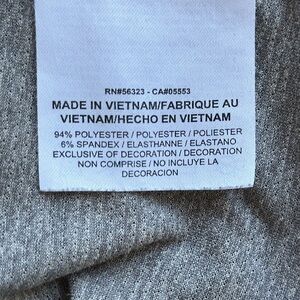 RN#56323 - CA#05553
MADE IN VIETNAM/FABRIQUE AU
VIETNAM/HECHO EN VIETNAM
94% POLYESTER / POLYESTER / POLIESTER
6% SPANDEX / ELASTHANNE / ELASTANO
EXCLUSIVE OF DECORATION / DECORATION
NON COMPRISE / NO INCLUYE LA
DECORACIÓN